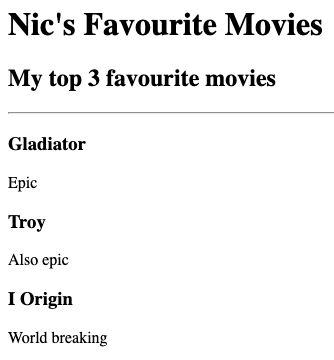 Nic's Favourite Movies
My top 3 favourite movies
Gladiator
Epic
Troy
Also epic
I Origin
World breaking